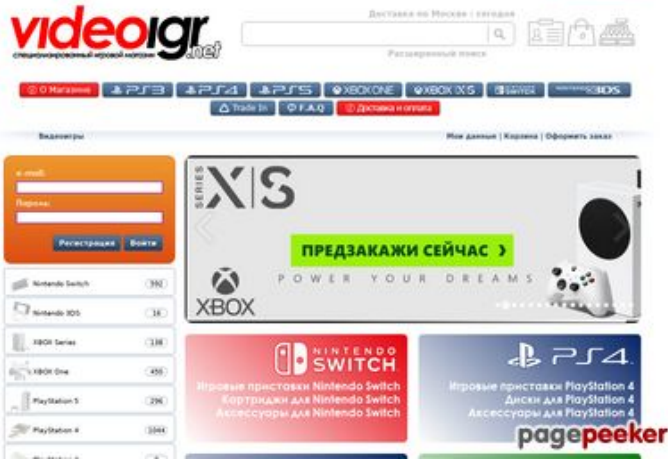 videoigr
.net
специализированный игровой магазин
Доставка по Москве : сегодня
Расширенный поиск
О Магазине PS3 PS4 PS5 XBOX ONE XBOX X|S SWITCH NINTENDO 3DS
Trade In F.A.Q Доставка и оплата
Видеоигры
Мои данные | Корзина | Оформить заказ
e-mail:
Пароль:
Регистрация Войти
Nintendo Switch 592
Nintendo 3DS 16
XBOX Series 138
XBOX One 450
PlayStation 5 296
PlayStation 4 1044
SERIES X|S
ПРЕДЗАКАЖИ СЕЙЧАС
POWER YOUR DREAMS
XBOX
NINTENDO
SWITCH
Игровые приставки Nintendo Switch
Картриджи для Nintendo Switch
Аксессуары для Nintendo Switch
PS4
Игровые приставки PlayStation 4
Диски для PlayStation 4
Аксессуары для PlayStation 4
pagepeeker